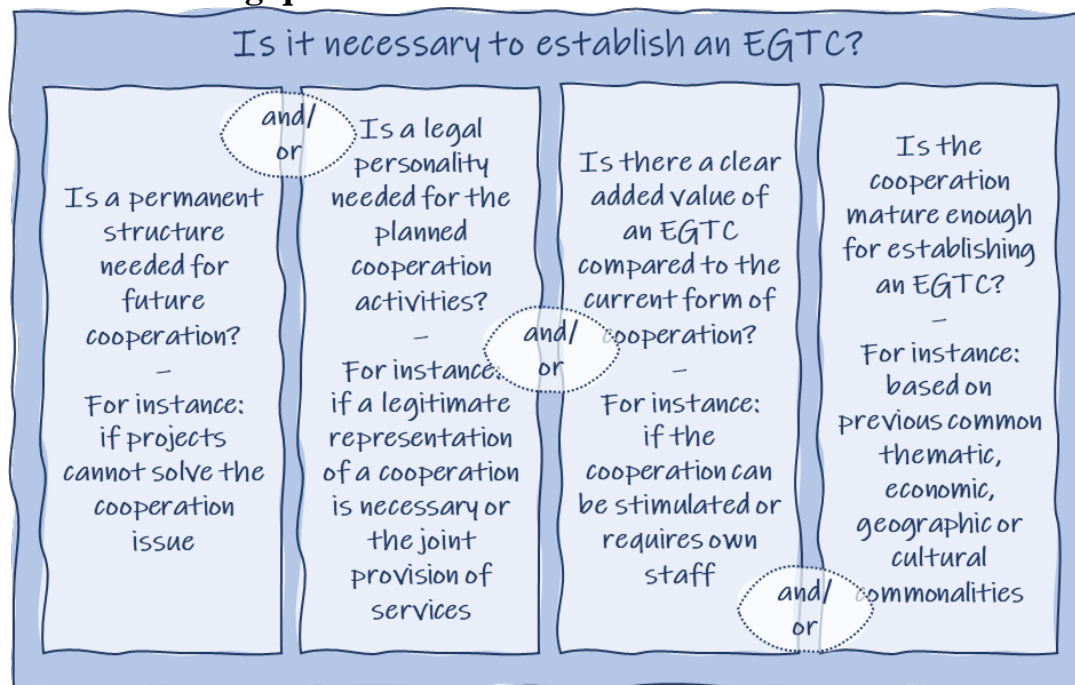 Is it necessary to establish an EGTC?
Is a permanent
structure
needed for
future
cooperation?
–
For instance:
if projects
cannot solve the
cooperation
issue
and/
or
Is a legal
personality
needed for the
planned
cooperation
activities?
–
For instance:
if a legitimate
representation
of a cooperation
is necessary or
the joint
provision of
services
and/
or
Is there a clear
added value of
an EGTC
compared to the
current form of
cooperation?
–
For instance:
if the
cooperation can
be stimulated or
requires own
staff
and/
or
Is the
cooperation
mature enough
for establishing
an EGTC?
–
For instance:
based on
previous common
thematic,
economic,
geographic or
cultural
commonalities